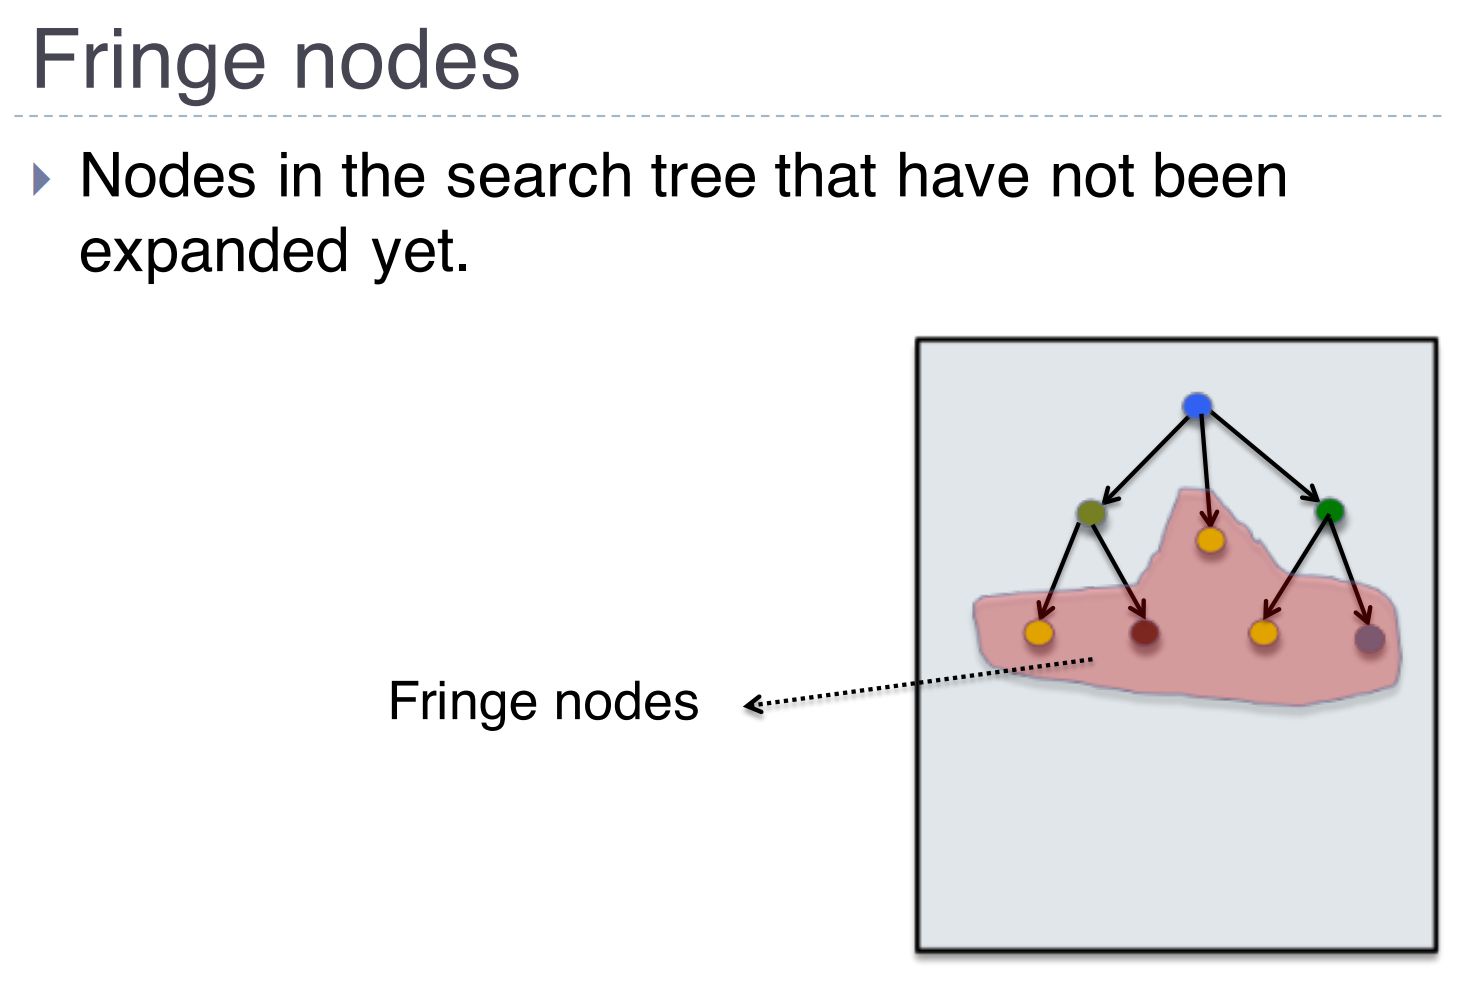 Fringe nodes
Nodes in the search tree that have not been
expanded yet.
Fringe nodes